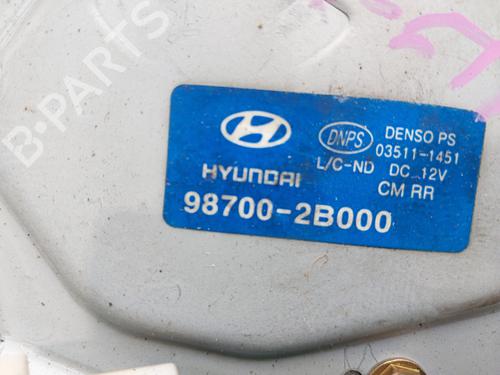 B-PARTS
HYUNDAI
98700-2B000
DNPS
DENSO PS
03511-1451
L/C-ND DC 12V
CM RR